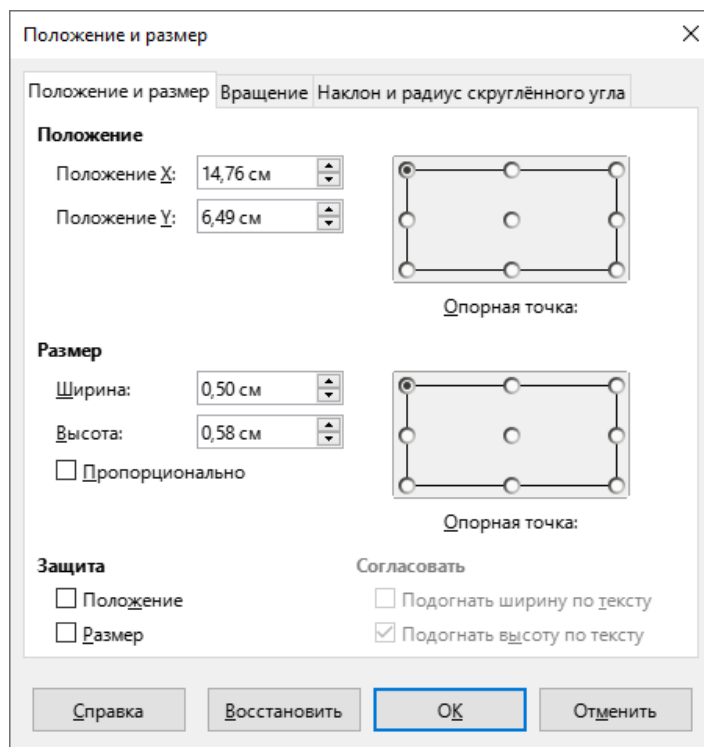 Положение и размер
Положение и размер Вращение Наклон и радиус скруглённого угла
Положение
Положение X: 14,76 см
Положение Y: 6,49 см
Опорная точка:
Размер
Ширина: 0,50 см
Высота: 0,58 см
Пропорционально
Опорная точка:
Защита Согласовать
Положение Подогнать ширину по тексту
Размер Подогнать высоту по тексту
Справка Восстановить ОК Отменить